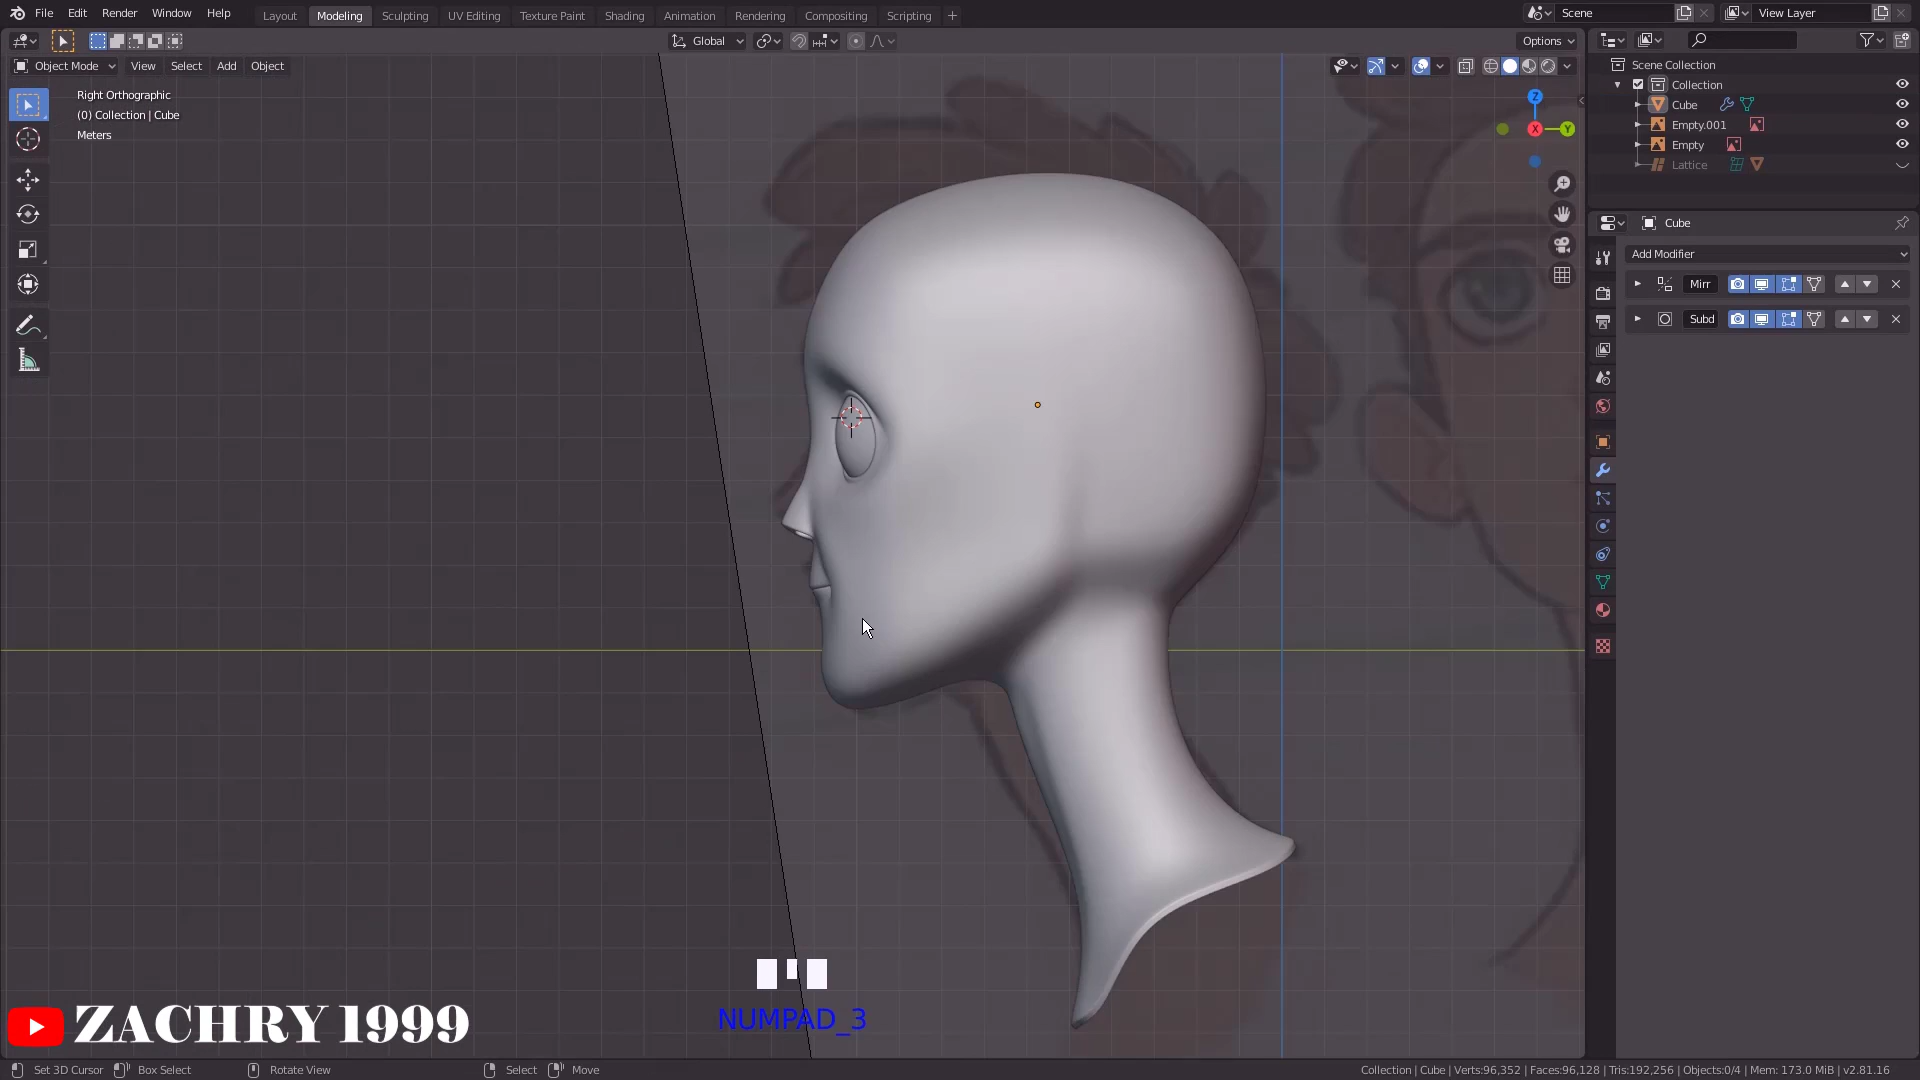 File Edit Render Window Help Layout Modeling Sculpting UV Editing Texture Paint Shading Animation Rendering Compositing Scripting + Scene View Layer
Global Options
Object Mode View Select Add Object
Right Orthographic
(0) Collection | Cube
Meters
Z
X
Y
Scene Collection
Collection
Cube
Empty.001
Empty
Lattice
Cube
Add Modifier
Mirr
Subd
ZACHRY 1999
NUMPAD_3
Set 3D Cursor Box Select Rotate View Select Move Collection | Cube | Verts:96,352 | Faces:96,128 | Tris:192,256 | Objects:0/4 | Mem: 173.0 MiB | v2.81.16